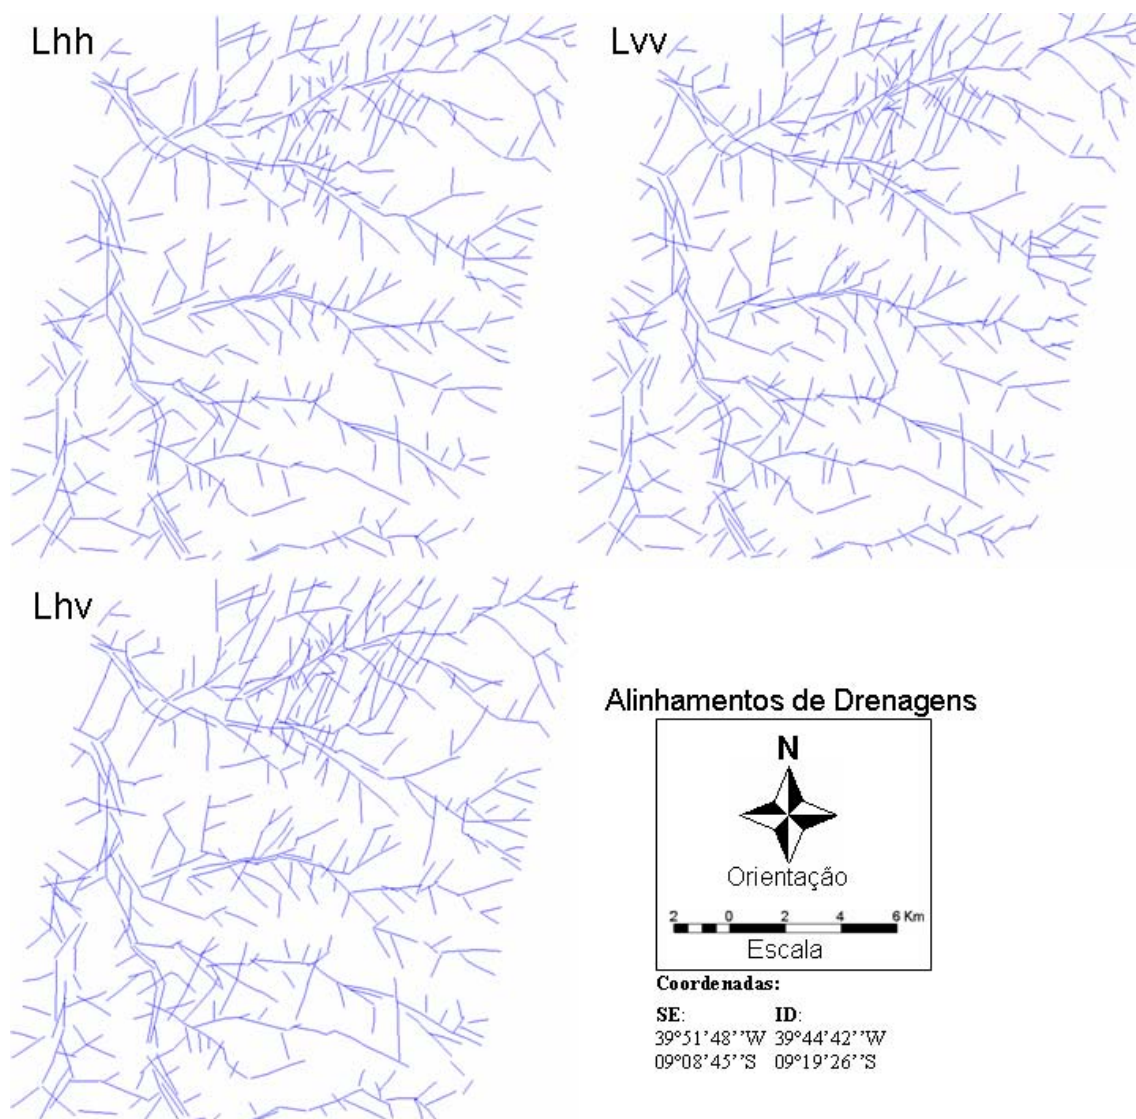 Lhh
Lvv
Lhv
Alinhamentos de Drenagens
N
Orientação
2 0 2 4 6 Km
Escala
Coordenadas:
SE: ID:
39°51'48''W 39°44'42''W
09°08'45''S 09°19'26''S